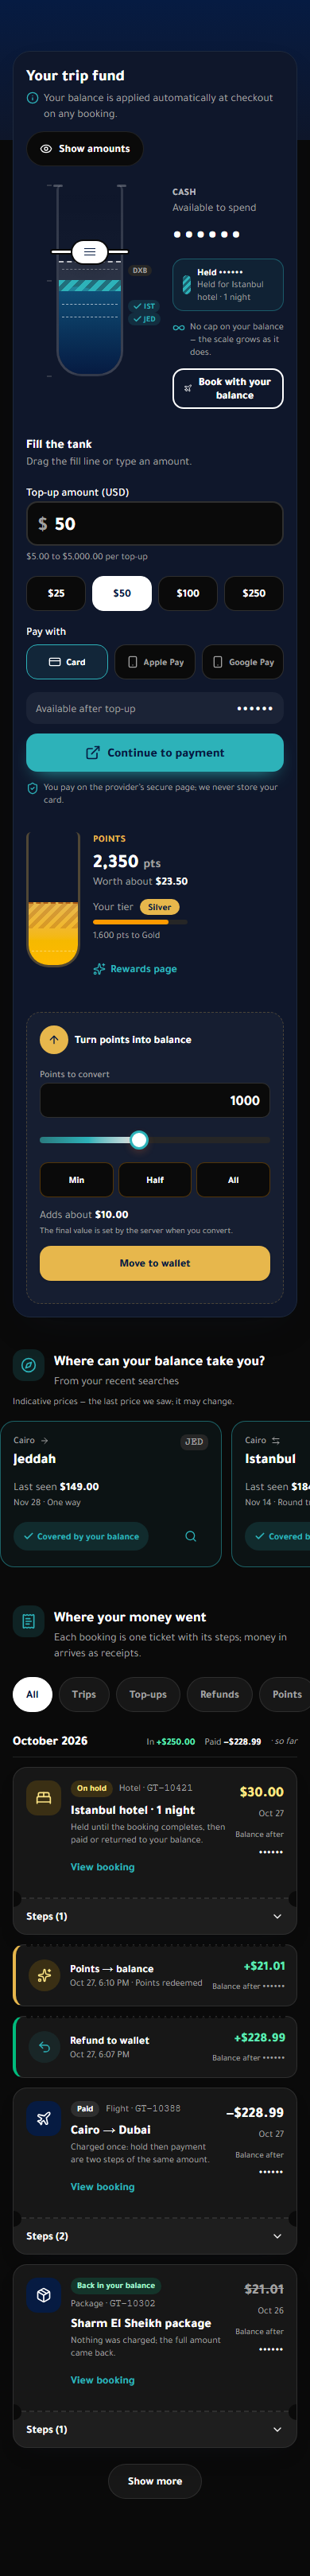 Your trip fund
Your balance is applied automatically at checkout
on any booking.
Show amounts
CASH
Available to spend
••••••
DXB
IST
JED
Held ••••••
Held for Istanbul
hotel · 1 night
No cap on your balance
— the scale grows as it
does.
Book with your
balance
Fill the tank
Drag the fill line or type an amount.
Top-up amount (USD)
$ 50
$5.00 to $5,000.00 per top-up
$25 $50 $100 $250
Pay with
Card Apple Pay Google Pay
Available after top-up ••••••
Continue to payment
You pay on the provider's secure page; we never store your
card.
POINTS
2,350 pts
Worth about $23.50
Your tier Silver
1,600 pts to Gold
Rewards page
Turn points into balance
Points to convert
1000
Min Half All
Adds about $10.00
The final value is set by the server when you convert.
Move to wallet
Where can your balance take you?
From your recent searches
Indicative prices — the last price we saw; it may change.
Cairo → JED
Jeddah
Last seen $149.00
Nov 28 · One way
Covered by your balance
Cairo ⇆
Istanbul
Last seen $184
Nov 14 · Round t
Covered b
Where your money went
Each booking is one ticket with its steps; money in
arrives as receipts.
All Trips Top-ups Refunds Points
October 2026 In +$250.00 Paid −$228.99 · so far
On hold Hotel · GT-10421 $30.00
Istanbul hotel · 1 night Oct 27
Held until the booking completes, then
paid or returned to your balance.
Balance after
••••••
View booking
Steps (1)
Points → balance +$21.01
Oct 27, 6:10 PM · Points redeemed Balance after ••••••
Refund to wallet +$228.99
Oct 27, 6:07 PM Balance after ••••••
Paid Flight · GT-10388 −$228.99
Cairo → Dubai Oct 27
Charged once: hold then payment
are two steps of the same amount.
Balance after
••••••
View booking
Steps (2)
Back in your balance $21.01
Package · GT-10302 Oct 26
Sharm El Sheikh package
Nothing was charged; the full amount
came back.
Balance after
••••••
View booking
Steps (1)
Show more